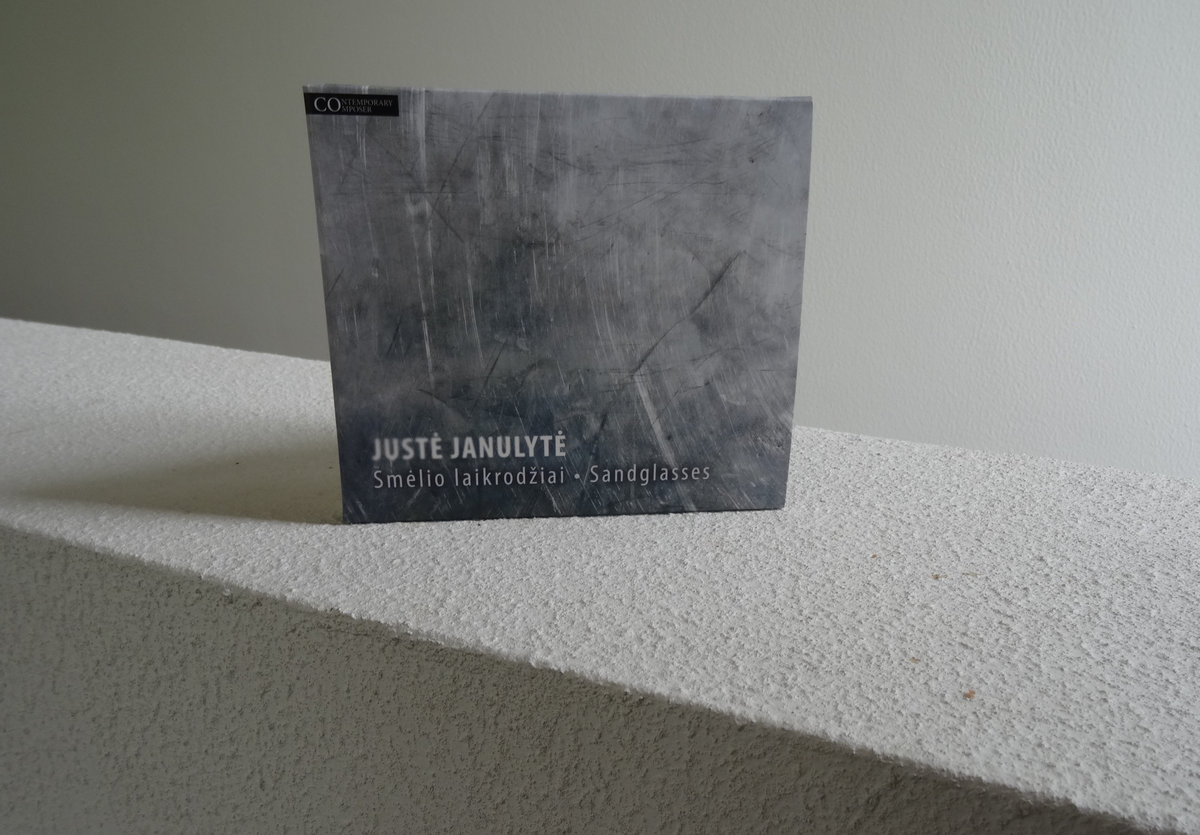 CONTEMPORARY
COMPOSER
JUSTĖ JANULYTĖ
Smėlio laikrodžiai • Sandglasses